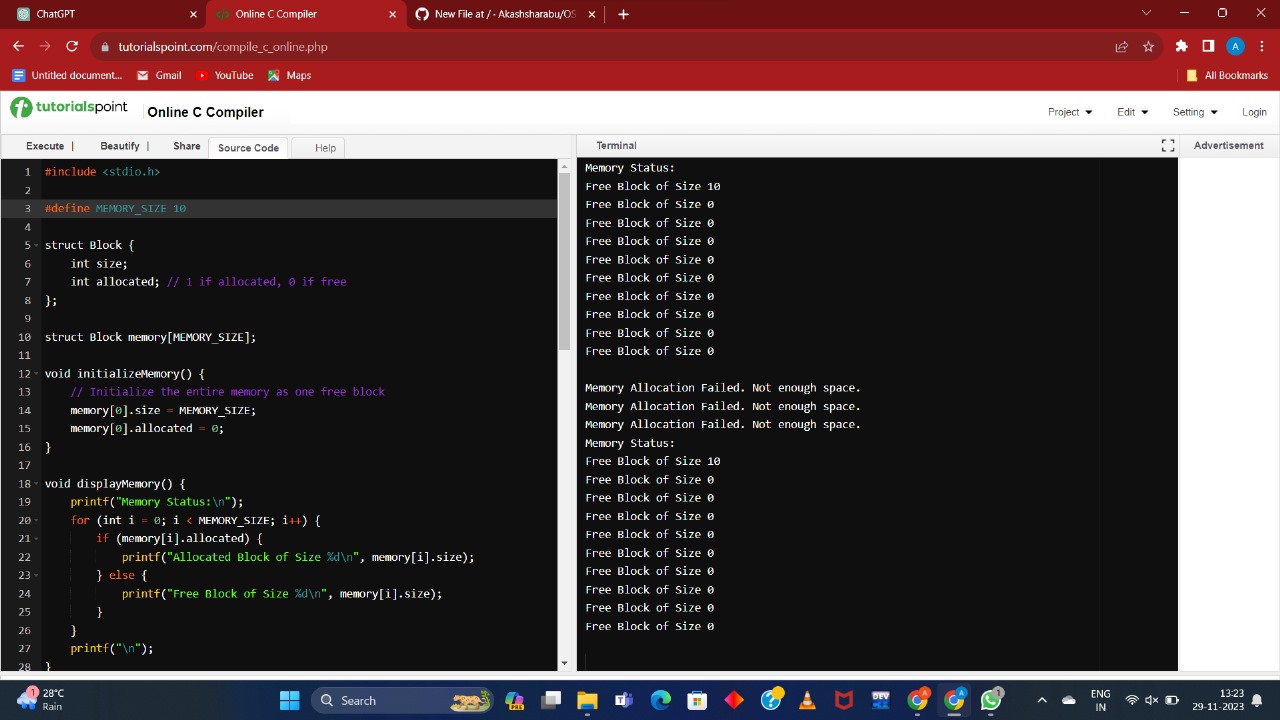 ChatGPT
Online C Compiler
New File at / · Akashsharabu/OS
tutorialspoint.com/compile_c_online.php
A
Untitled document...
Gmail
YouTube
Maps
All Bookmarks
tutorialspoint
Online C Compiler
Project
Edit
Setting
Login
Execute |
Beautify |
Share
Source Code
Help
1 #include <stdio.h>
2
3 #define MEMORY_SIZE 10
4
5 struct Block {
6 int size;
7 int allocated; // 1 if allocated, 0 if free
8 };
9
10 struct Block memory[MEMORY_SIZE];
11
12 void initializeMemory() {
13 // Initialize the entire memory as one free block
14 memory[0].size = MEMORY_SIZE;
15 memory[0].allocated = 0;
16 }
17
18 void displayMemory() {
19 printf("Memory Status:\n");
20 for (int i = 0; i < MEMORY_SIZE; i++) {
21 if (memory[i].allocated) {
22 printf("Allocated Block of Size %d\n", memory[i].size);
23 } else {
24 printf("Free Block of Size %d\n", memory[i].size);
25 }
26 }
27 printf("\n");
28 }
Terminal
Memory Status:
Free Block of Size 10
Free Block of Size 0
Free Block of Size 0
Free Block of Size 0
Free Block of Size 0
Free Block of Size 0
Free Block of Size 0
Free Block of Size 0
Free Block of Size 0
Free Block of Size 0
Memory Allocation Failed. Not enough space.
Memory Allocation Failed. Not enough space.
Memory Allocation Failed. Not enough space.
Memory Status:
Free Block of Size 10
Free Block of Size 0
Free Block of Size 0
Free Block of Size 0
Free Block of Size 0
Free Block of Size 0
Free Block of Size 0
Free Block of Size 0
Free Block of Size 0
Free Block of Size 0
Advertisement
1
28°C
Rain
Search
PRE
DEV
A
A
1
ENG
IN
13:23
29-11-2023